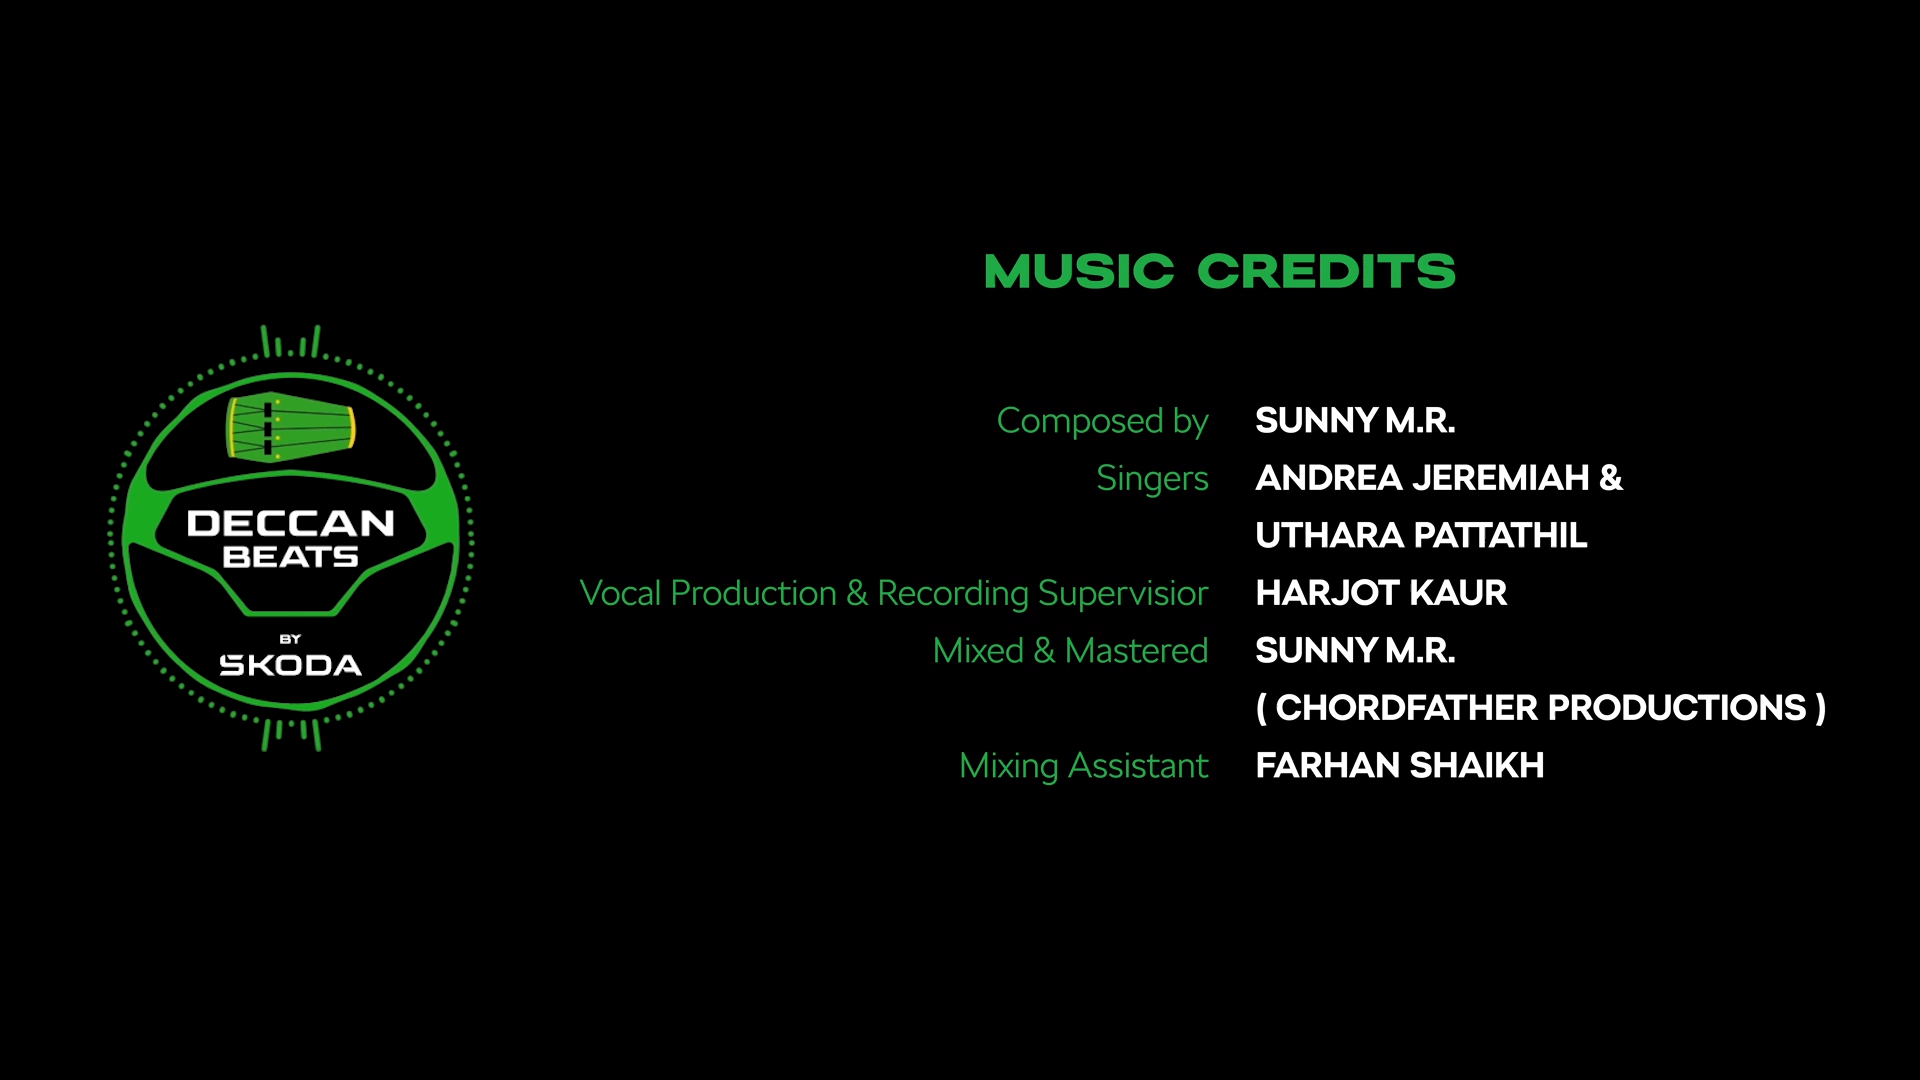 DECCAN
BEATS
BY
SKODA
MUSIC CREDITS
Composed by SUNNY M.R.
Singers ANDREA JEREMIAH &
UTHARA PATTATHIL
Vocal Production & Recording Supervisior HARJOT KAUR
Mixed & Mastered SUNNY M.R.
( CHORDFATHER PRODUCTIONS )
Mixing Assistant FARHAN SHAIKH